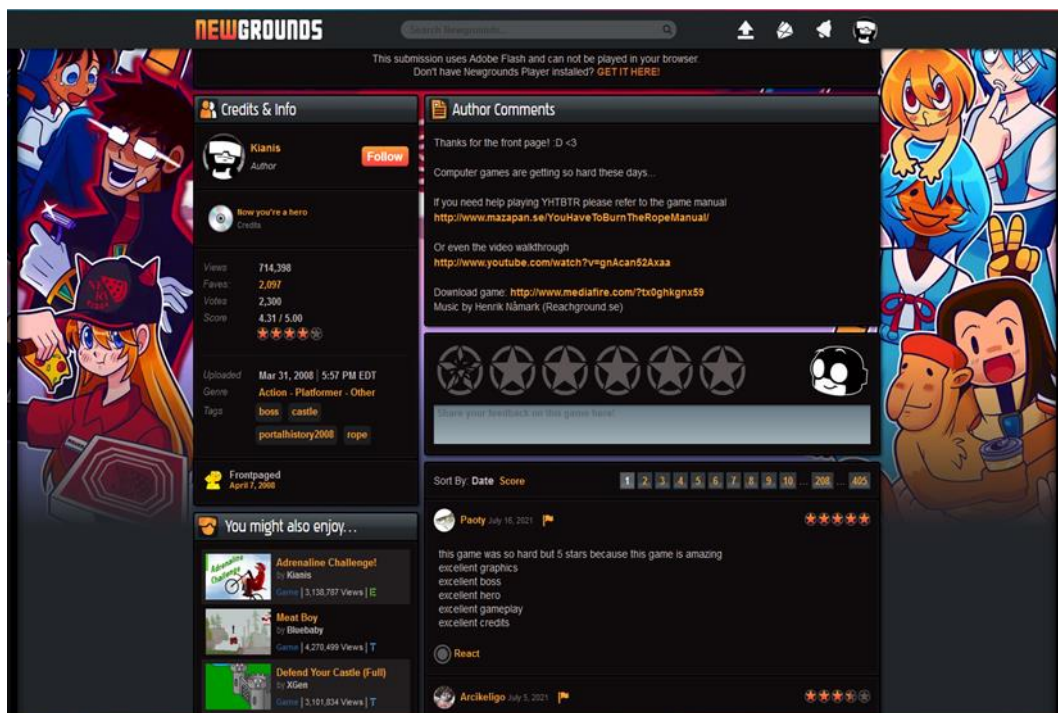 NEWGROUNDS
Search Newgrounds...
This submission uses Adobe Flash and can not be played in your browser.
Don't have Newgrounds Player installed? GET IT HERE!
Credits & Info
Kianis
Author
Follow
Now you're a hero
Credits
Views 714,398
Faves: 2,097
Votes 2,300
Score 4.31 / 5.00
Uploaded Mar 31, 2008 | 5:57 PM EDT
Genre Action - Platformer - Other
Tags boss castle
portalhistory2008 rope
Frontpaged
April 7, 2008
You might also enjoy…
Adrenaline Challenge
Adrenaline Challenge!
by Kianis
Game | 3,138,787 Views | E
Meat Boy
by Bluebaby
Game | 4,270,499 Views | T
Defend Your Castle (Full)
by XGen
Game | 3,101,834 Views | T
Author Comments
Thanks for the front page! :D <3
Computer games are getting so hard these days...
If you need help playing YHTBTR please refer to the game manual
http://www.mazapan.se/YouHaveToBurnTheRopeManual/
Or even the video walkthrough
http://www.youtube.com/watch?v=gnAcan52Axaa
Download game: http://www.mediafire.com/?tx0ghkgnx59
Music by Henrik Nåmark (Reachground.se)
Share your feedback on this game here!
Sort By: Date Score 1 2 3 4 5 6 7 8 9 10 ... 208 ... 405
Paoty July 16, 2021
this game was so hard but 5 stars because this game is amazing
excellent graphics
excellent boss
excellent hero
excellent gameplay
excellent credits
React
Arcikeligo July 5, 2021